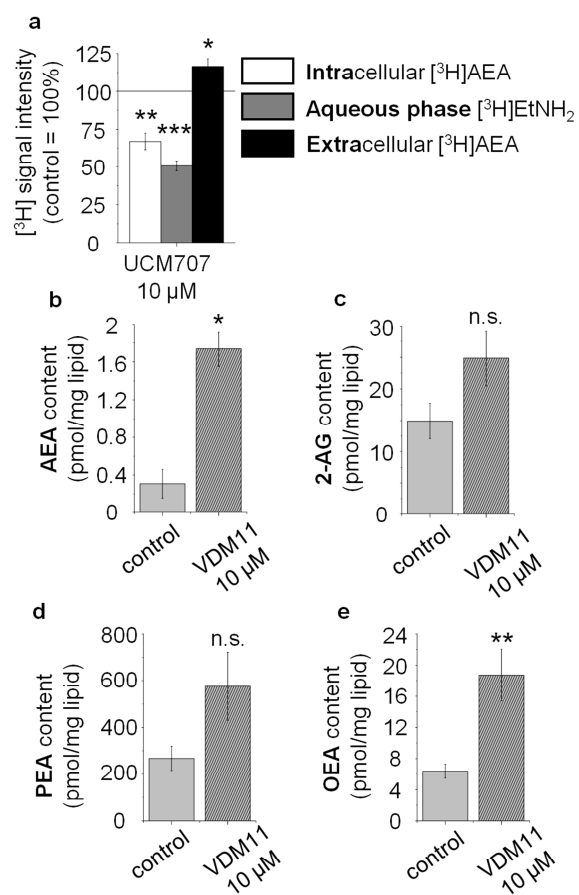 a
[³H] signal intensity
(control = 100%)
125
100
75
50
25
0
**
***
*
UCM707
10 µM
Intracellular [³H]AEA
Aqueous phase [³H]EtNH₂
Extracellular [³H]AEA
b
AEA content
(pmol/mg lipid)
2
1.6
1.2
0.8
0.4
0
*
control
VDM11
10 µM
c
2-AG content
(pmol/mg lipid)
30
20
10
0
n.s.
control
VDM11
10 µM
d
PEA content
(pmol/mg lipid)
800
600
400
200
0
n.s.
control
VDM11
10 µM
e
OEA content
(pmol/mg lipid)
24
20
16
12
8
4
0
**
control
VDM11
10 µM